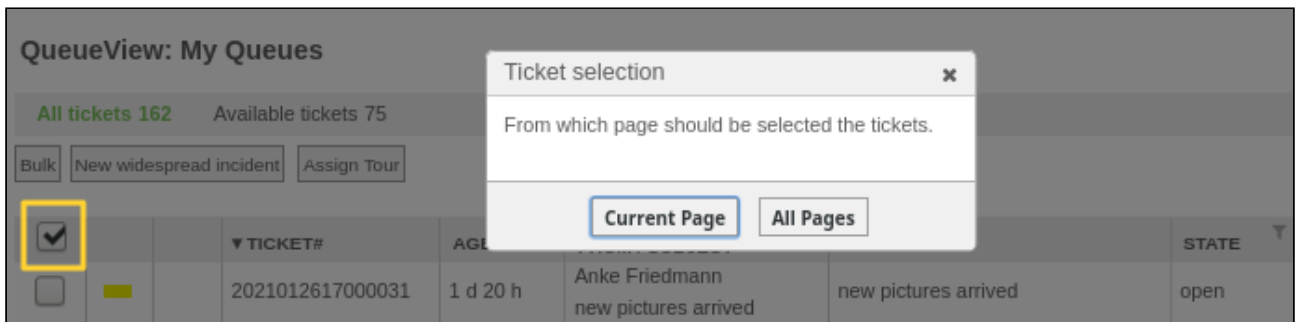 QueueView: My Queues
Ticket selection
All tickets 162 Available tickets 75
From which page should be selected the tickets.
Bulk New widespread incident Assign Tour
Current Page All Pages
▼ TICKET# AGE STATE
Anke Friedmann
2021012617000031 1 d 20 h new pictures arrived open
new pictures arrived